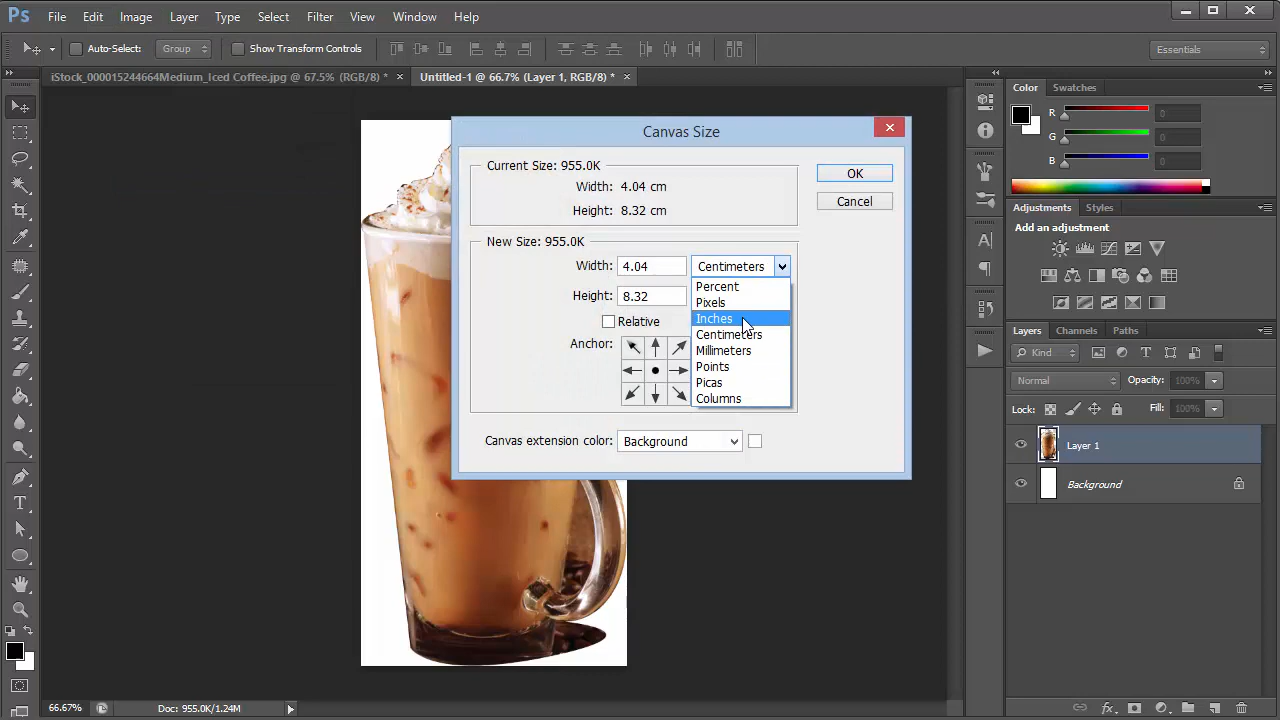 Ps File Edit Image Layer Type Select Filter View Window Help
Auto-Select: Group Show Transform Controls Essentials
iStock_000015244664Medium_Iced Coffee.jpg @ 67.5% (RGB/8) * × Untitled-1 @ 66.7% (Layer 1, RGB/8) * ×
Canvas Size
Current Size: 955.0K
Width: 4.04 cm
Height: 8.32 cm
OK
Cancel
New Size: 955.0K
Width: 4.04 Centimeters
Height: 8.32
Relative
Anchor:
Percent
Pixels
Inches
Centimeters
Millimeters
Points
Picas
Columns
Canvas extension color: Background
Color Swatches
R 0
G 0
B 0
Adjustments Styles
Add an adjustment
Layers Channels Paths
Kind
Normal Opacity: 100%
Lock: Fill: 100%
Layer 1
Background
66.67% Doc: 955.0K/1.24M